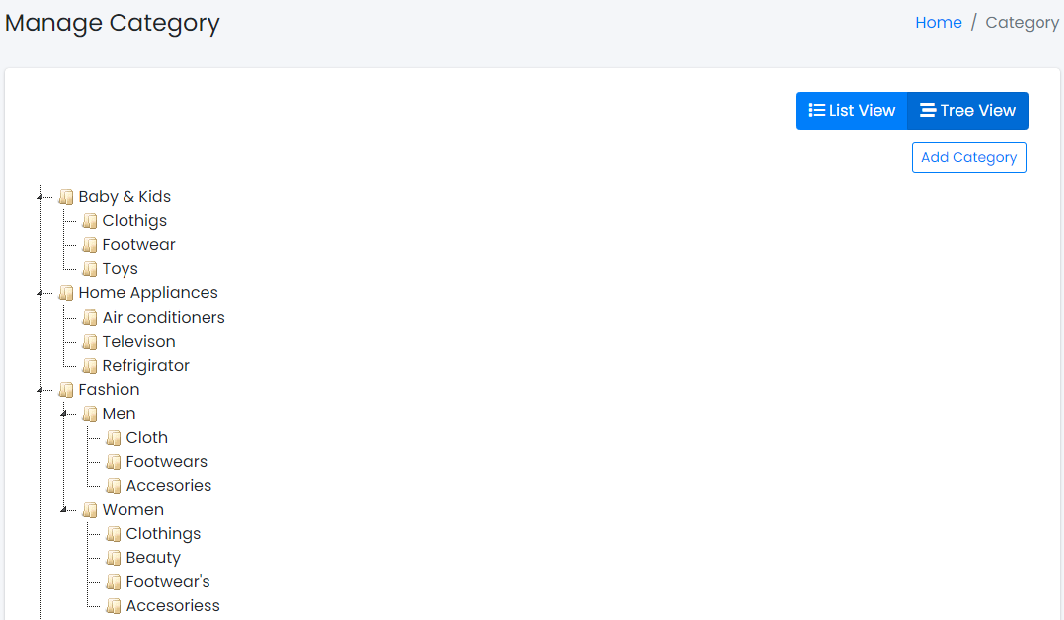 Manage Category
Home / Category
List View
Tree View
Add Category
Baby & Kids
Clothigs
Footwear
Toys
Home Appliances
Air conditioners
Televison
Refrigirator
Fashion
Men
Cloth
Footwears
Accesories
Women
Clothings
Beauty
Footwear's
Accesoriess